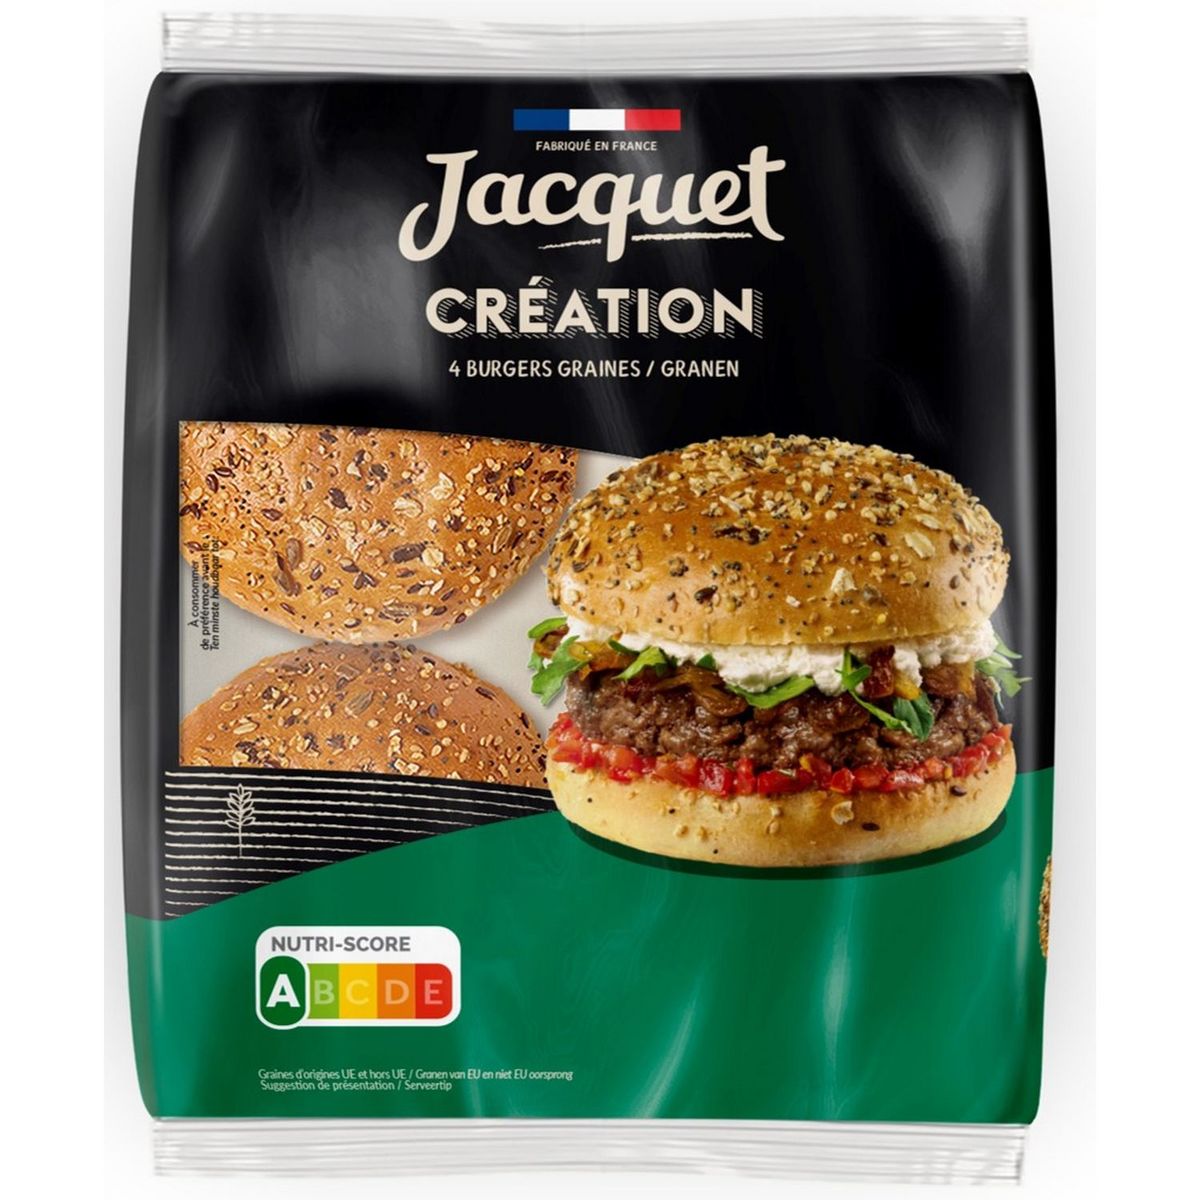 FABRIQUÉ EN FRANCE
Jacquet
CRÉATION
4 BURGERS GRAINES / GRANEN
À consommer
de préférence avant le :
Ten minste houdbaar tot:
NUTRI-SCORE
A B C D E
Graines d'origines UE et hors UE / Granen van EU en niet EU oorsprong
Suggestion de présentation / Serveertip